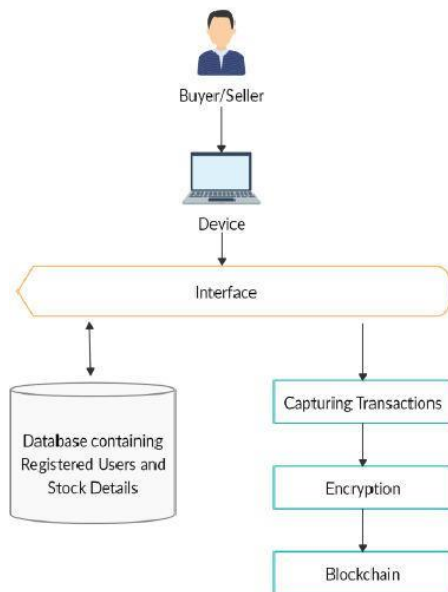 Buyer/Seller
Device
Interface
Database containing
Registered Users and
Stock Details
Capturing Transactions
Encryption
Blockchain